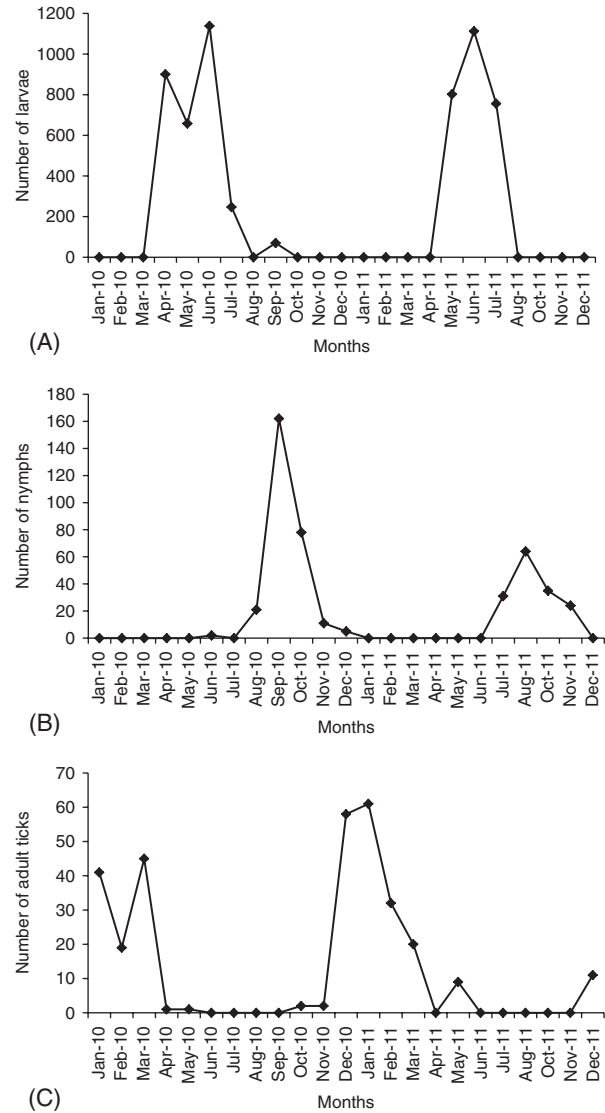 1200
1000
800
600
400
200
0
Number of larvae
Jan-10
Feb-10
Mar-10
Apr-10
May-10
Jun-10
Jul-10
Aug-10
Sep-10
Oct-10
Nov-10
Dec-10
Jan-11
Feb-11
Mar-11
Apr-11
May-11
Jun-11
Jul-11
Aug-11
Oct-11
Nov-11
Dec-11
(A)
Months
180
160
140
120
100
80
60
40
20
0
Number of nymphs
Jan-10
Feb-10
Mar-10
Apr-10
May-10
Jun-10
Jul-10
Aug-10
Sep-10
Oct-10
Nov-10
Dec-10
Jan-11
Feb-11
Mar-11
Apr-11
May-11
Jun-11
Jul-11
Aug-11
Oct-11
Nov-11
Dec-11
(B)
Months
70
60
50
40
30
20
10
0
Number of adult ticks
Jan-10
Feb-10
Mar-10
Apr-10
May-10
Jun-10
Jul-10
Aug-10
Sep-10
Oct-10
Nov-10
Dec-10
Jan-11
Feb-11
Mar-11
Apr-11
May-11
Jun-11
Jul-11
Aug-11
Oct-11
Nov-11
Dec-11
(C)
Months